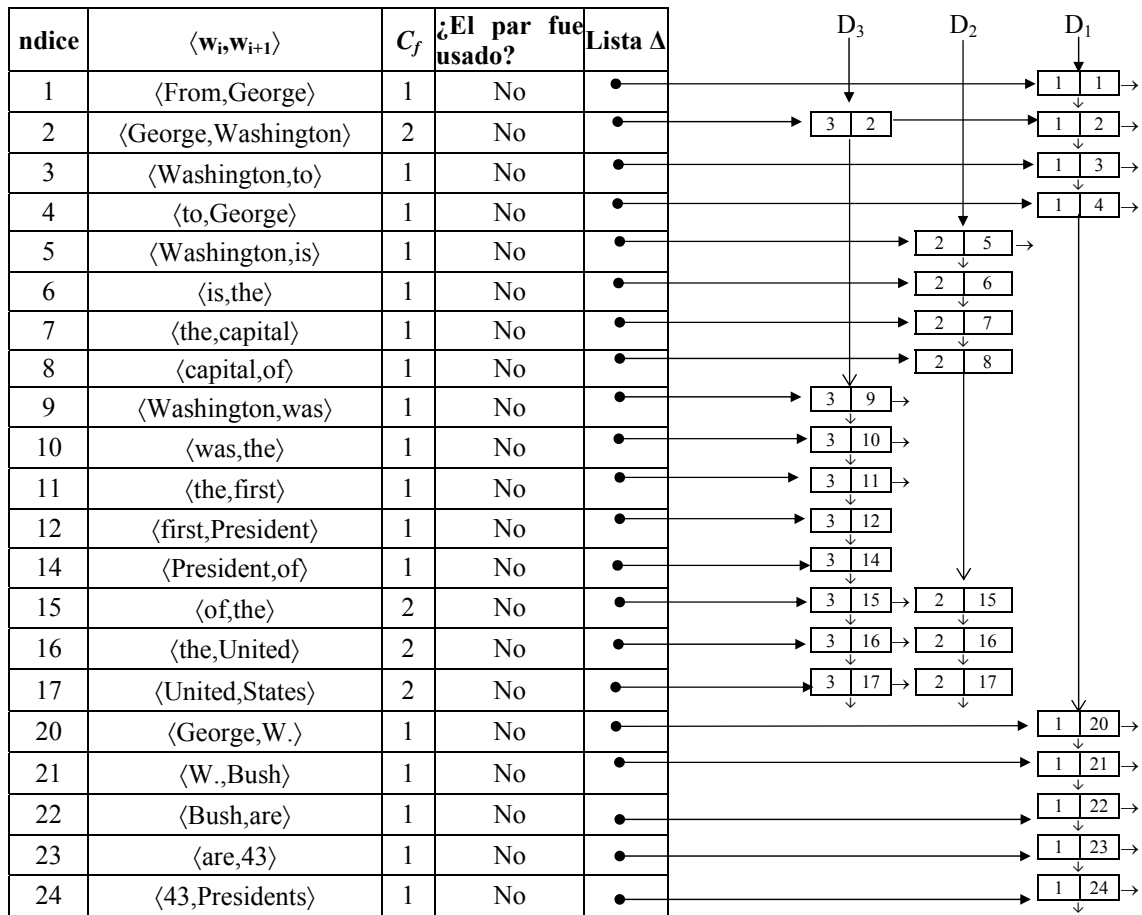 ndice ⟨wi,wi+1⟩ Cf ¿El par fue usado? Lista Δ D3 D2 D1
1 ⟨From,George⟩ 1 No 1 1
2 ⟨George,Washington⟩ 2 No 3 2 1 2
3 ⟨Washington,to⟩ 1 No 1 3
4 ⟨to,George⟩ 1 No 1 4
5 ⟨Washington,is⟩ 1 No 2 5
6 ⟨is,the⟩ 1 No 2 6
7 ⟨the,capital⟩ 1 No 2 7
8 ⟨capital,of⟩ 1 No 2 8
9 ⟨Washington,was⟩ 1 No 3 9
10 ⟨was,the⟩ 1 No 3 10
11 ⟨the,first⟩ 1 No 3 11
12 ⟨first,President⟩ 1 No 3 12
14 ⟨President,of⟩ 1 No 3 14
15 ⟨of,the⟩ 2 No 3 15 2 15
16 ⟨the,United⟩ 2 No 3 16 2 16
17 ⟨United,States⟩ 2 No 3 17 2 17
20 ⟨George,W.⟩ 1 No 1 20
21 ⟨W.,Bush⟩ 1 No 1 21
22 ⟨Bush,are⟩ 1 No 1 22
23 ⟨are,43⟩ 1 No 1 23
24 ⟨43,Presidents⟩ 1 No 1 24